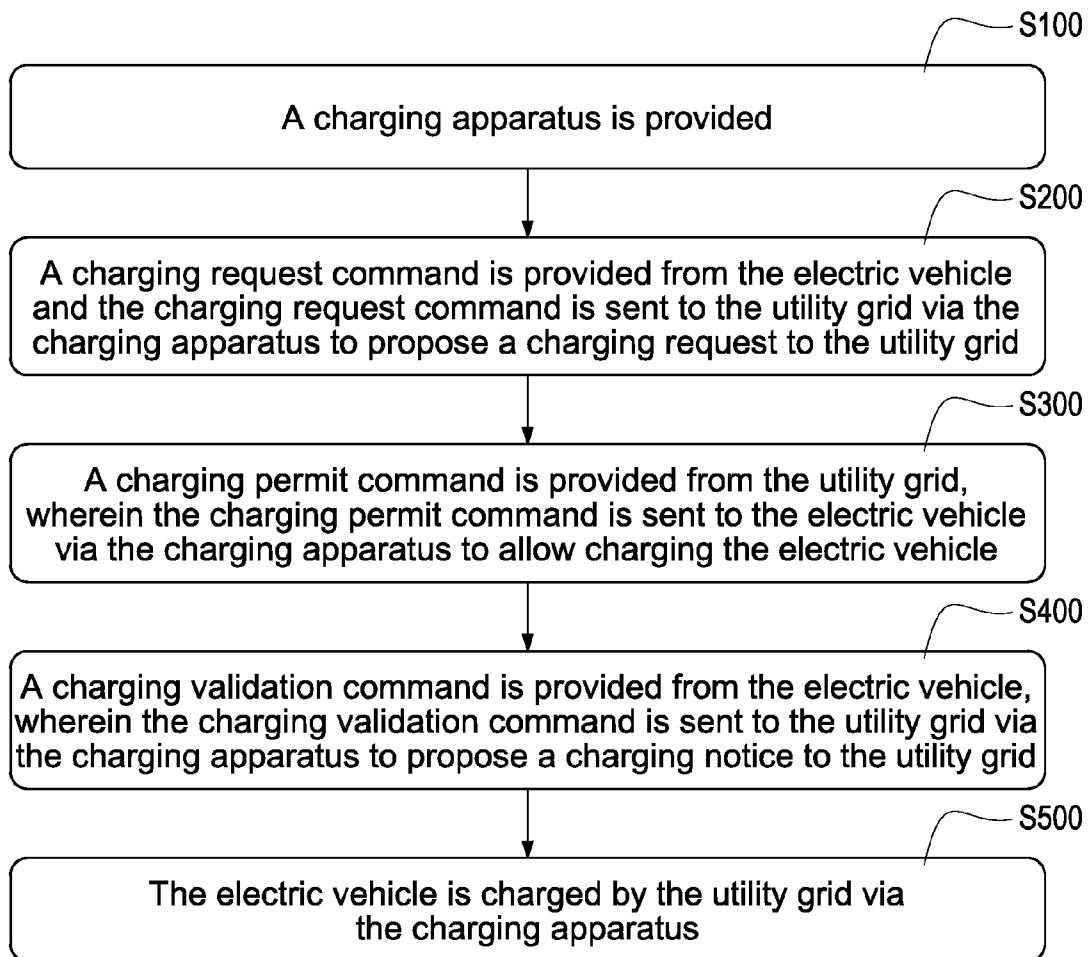 S100
A charging apparatus is provided
S200
A charging request command is provided from the electric vehicle
and the charging request command is sent to the utility grid via the
charging apparatus to propose a charging request to the utility grid
S300
A charging permit command is provided from the utility grid,
wherein the charging permit command is sent to the electric vehicle
via the charging apparatus to allow charging the electric vehicle
S400
A charging validation command is provided from the electric vehicle,
wherein the charging validation command is sent to the utility grid via
the charging apparatus to propose a charging notice to the utility grid
S500
The electric vehicle is charged by the utility grid via
the charging apparatus